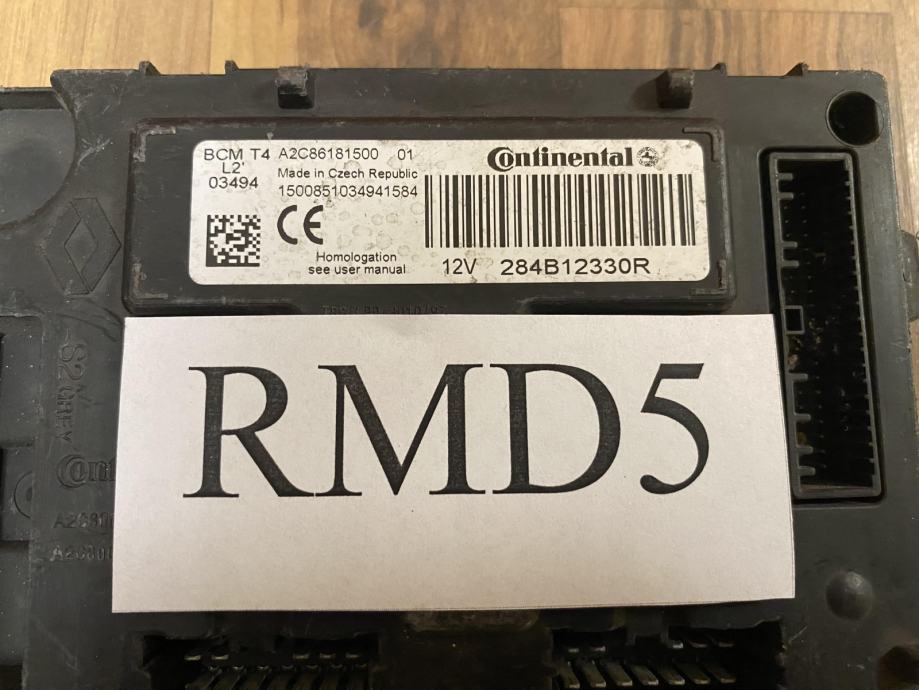 BCM T4 A2C86181500 01 Continental
L2' Made in Czech Republic
03494 1500851034941584
CE
Homologation
see user manual 12V 284B12330R
RMD5